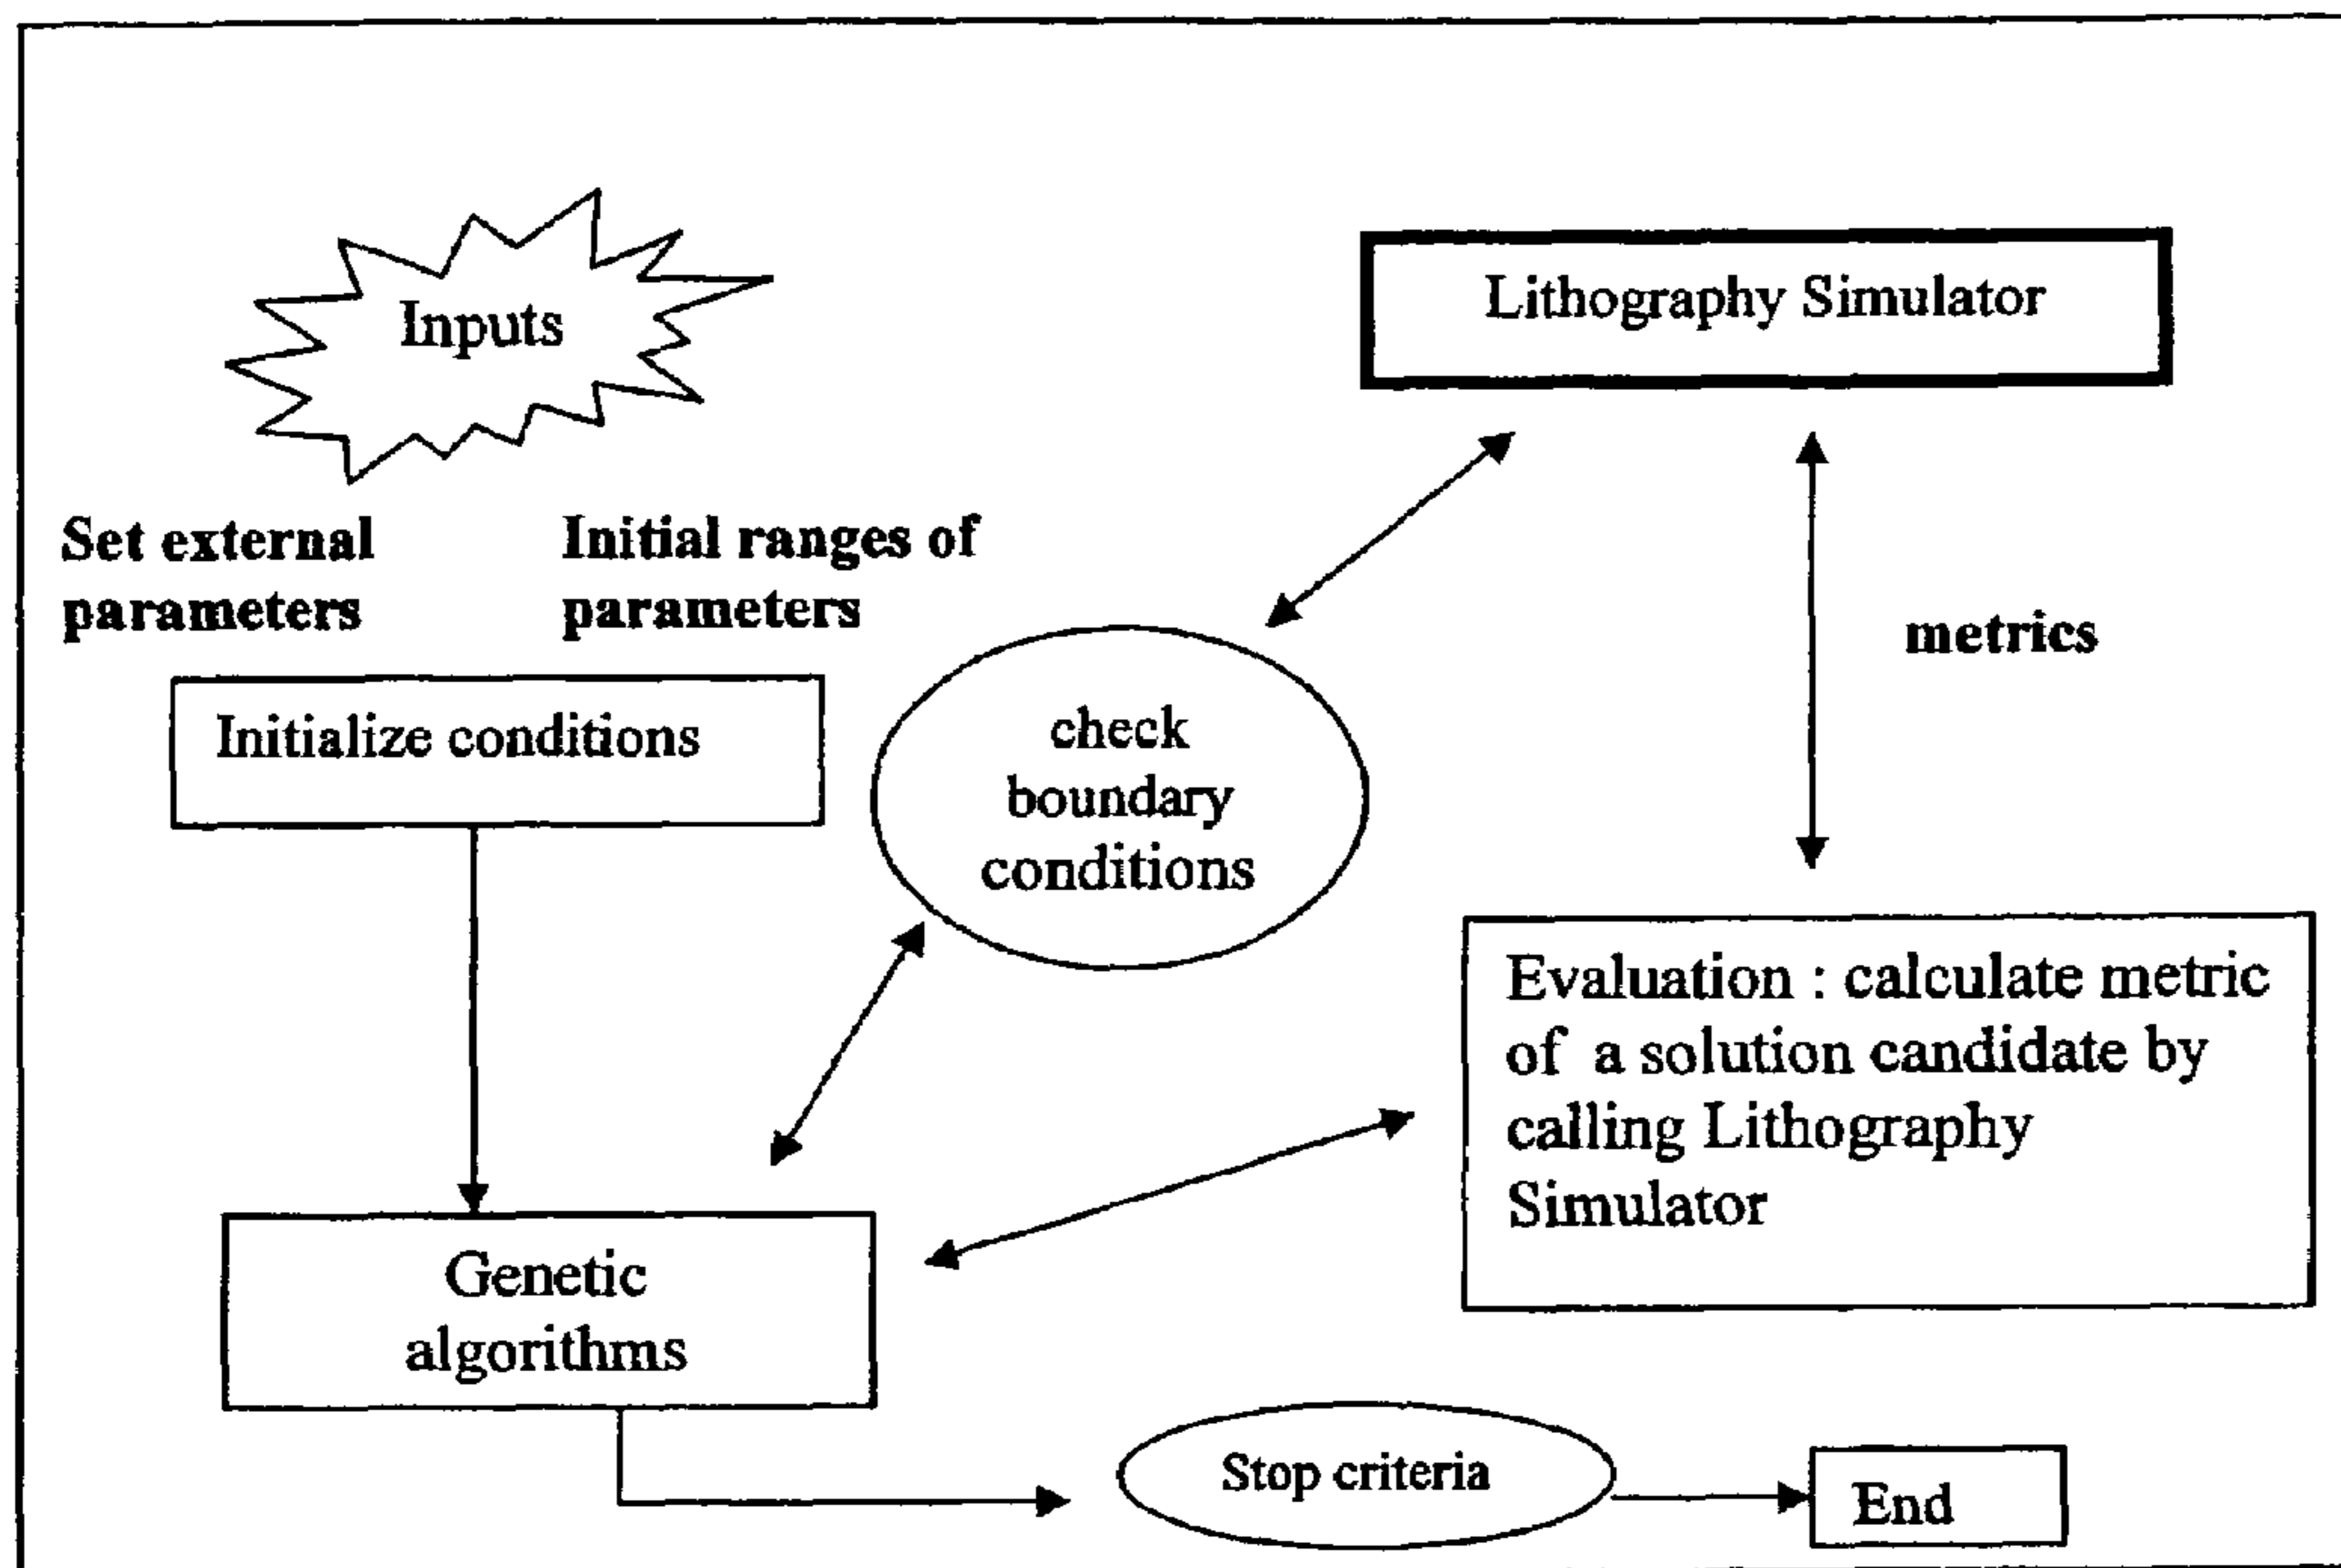 Inputs
Lithography Simulator
Set external
parameters
Initial ranges of
parameters
metrics
Initialize conditions
check
boundary
conditions
Evaluation : calculate metric
of a solution candidate by
calling Lithography
Simulator
Genetic
algorithms
Stop criteria
End